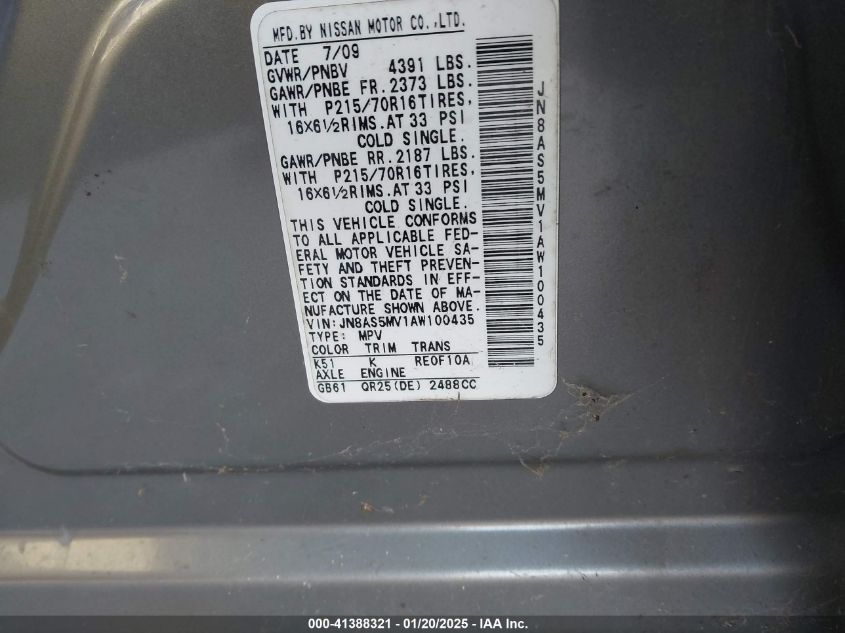 MFD.BY NISSAN MOTOR CO.,LTD.
DATE 7/09
GVWR/PNBV 4391 LBS.
GAWR/PNBE FR.2373 LBS.
WITH P215/70R16TIRES,
16X6½RIMS.AT 33 PSI
COLD SINGLE.
GAWR/PNBE RR.2187 LBS.
WITH P215/70R16TIRES,
16X6½RIMS.AT 33 PSI
COLD SINGLE.
THIS VEHICLE CONFORMS
TO ALL APPLICABLE FED-
ERAL MOTOR VEHICLE SA-
FETY AND THEFT PREVEN-
TION STANDARDS IN EFF-
ECT ON THE DATE OF MA-
NUFACTURE SHOWN ABOVE.
VIN:JN8AS5MV1AW100435
TYPE: MPV
COLOR TRIM TRANS
K51 K RE0F10A
AXLE ENGINE
GB61 QR25(DE) 2488CC
JN8AS5MV1AW100435
000-41388321 / 01/20/2025 / IAA Inc.